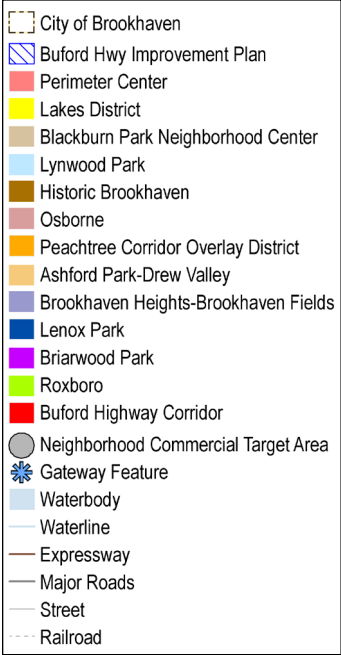 City of Brookhaven
Buford Hwy Improvement Plan
Perimeter Center
Lakes District
Blackburn Park Neighborhood Center
Lynwood Park
Historic Brookhaven
Osborne
Peachtree Corridor Overlay District
Ashford Park-Drew Valley
Brookhaven Heights-Brookhaven Fields
Lenox Park
Briarwood Park
Roxboro
Buford Highway Corridor
Neighborhood Commercial Target Area
Gateway Feature
Waterbody
Waterline
Expressway
Major Roads
Street
Railroad